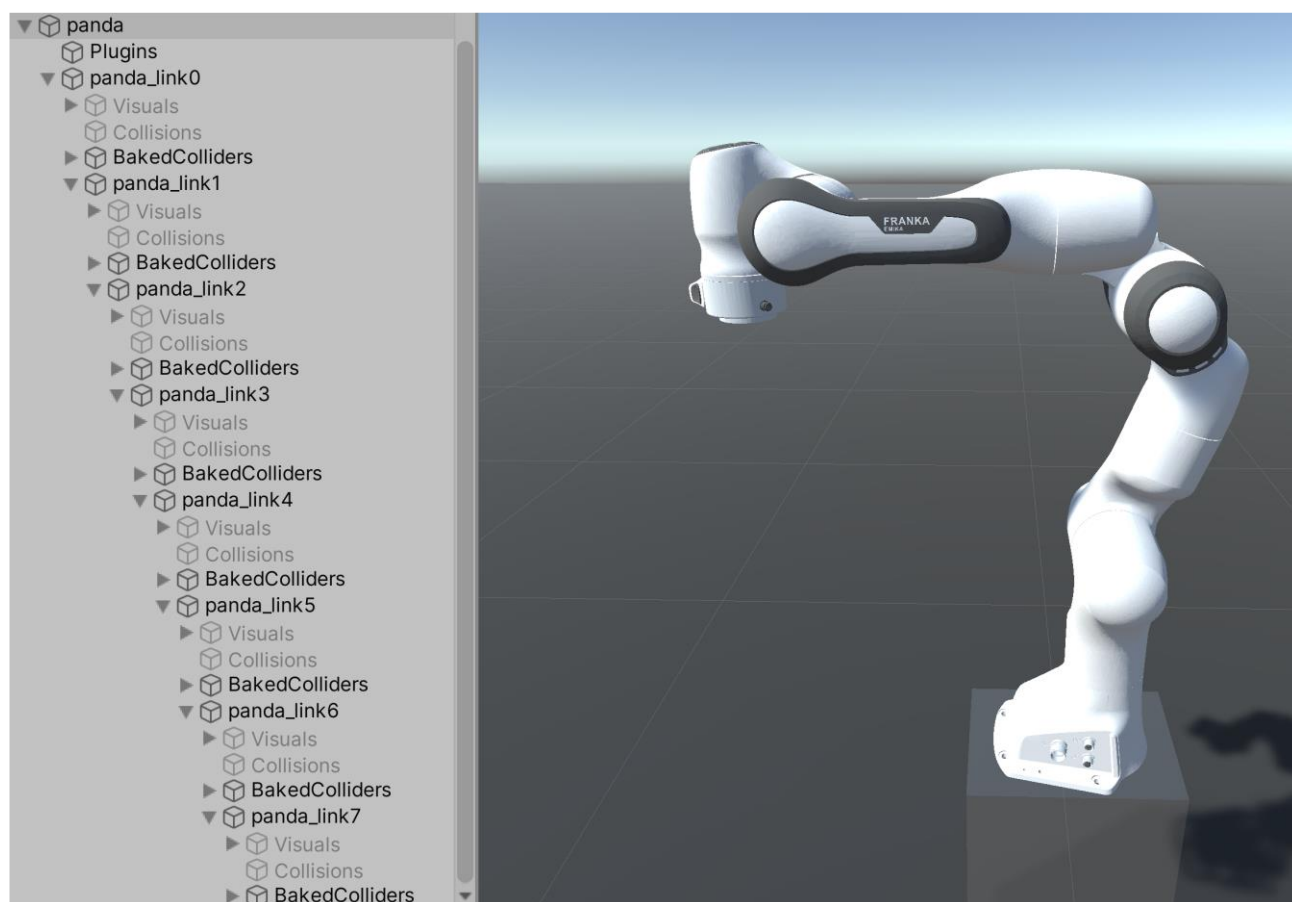 panda
Plugins
panda_link0
Visuals
Collisions
BakedColliders
panda_link1
Visuals
Collisions
BakedColliders
panda_link2
Visuals
Collisions
BakedColliders
panda_link3
Visuals
Collisions
BakedColliders
panda_link4
Visuals
Collisions
BakedColliders
panda_link5
Visuals
Collisions
BakedColliders
panda_link6
Visuals
Collisions
BakedColliders
panda_link7
Visuals
Collisions
BakedColliders
FRANKA
EMIKA